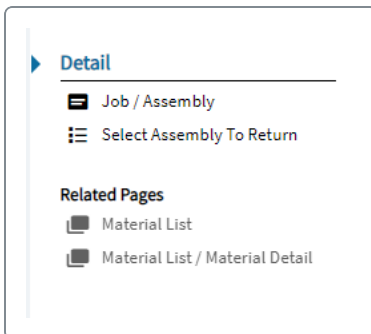 Detail
Job / Assembly
Select Assembly To Return
Related Pages
Material List
Material List / Material Detail